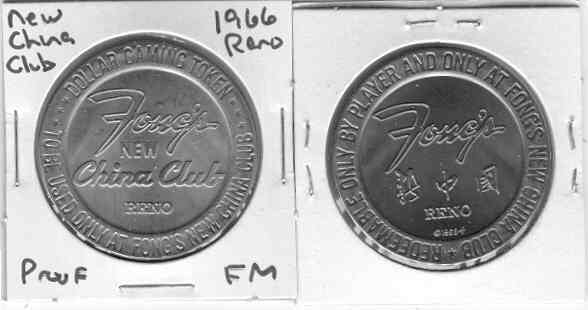 new
China
Club
1966
Reno
DOLLAR GAMING TOKEN
TO BE USED ONLY AT FONG'S NEW CHINA CLUB
Fong's
NEW
China Club
RENO
Proof
FM
REDEEMABLE ONLY BY PLAYER AND ONLY AT FONG'S NEW CHINA CLUB
Fong's
中國
RENO